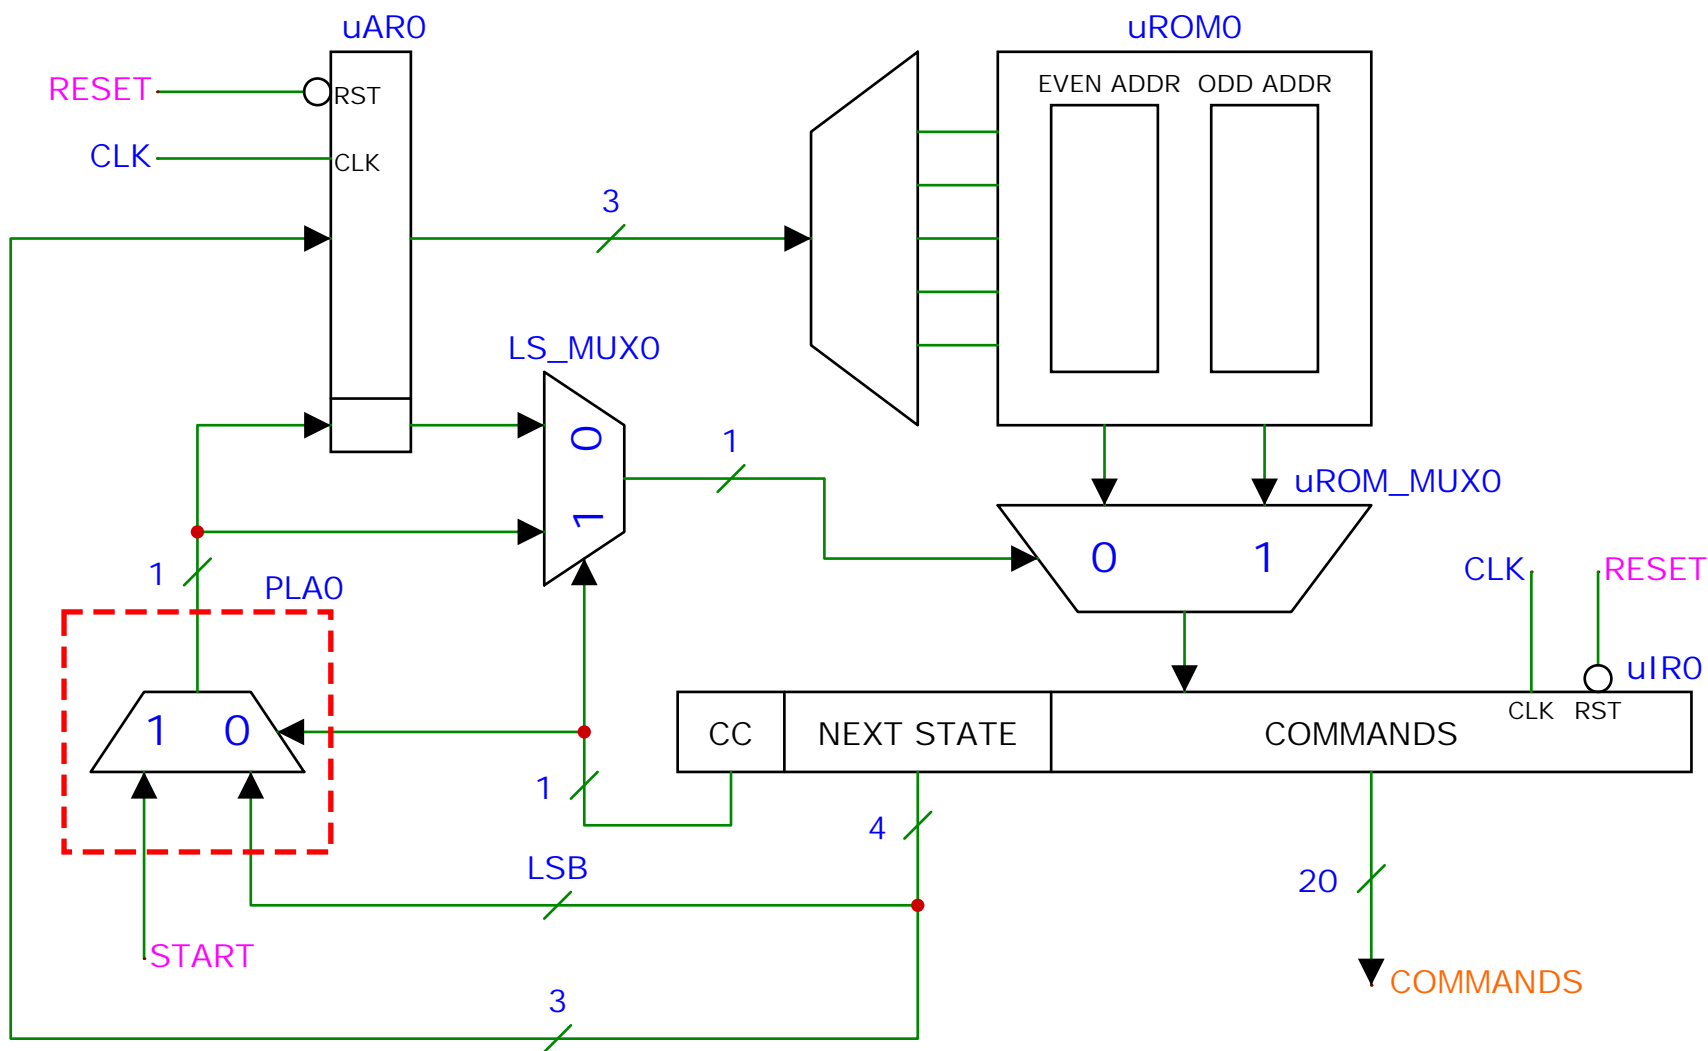 uAR0
uROM0
RESET
RST
EVEN ADDR
ODD ADDR
CLK
CLK
3
LS_MUX0
0
1
1
uROM_MUX0
0
1
1
PLA0
CLK
RESET
uIR0
1
0
CC
NEXT STATE
COMMANDS
CLK
RST
1
4
LSB
20
START
COMMANDS
3